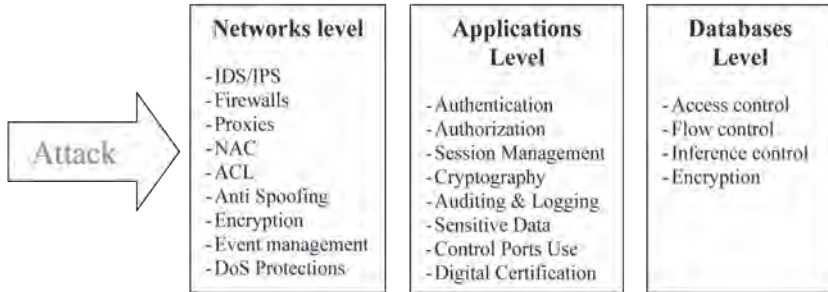 Attack
Networks level
-IDS/IPS
-Firewalls
-Proxies
-NAC
-ACL
-Anti Spoofing
-Encryption
-Event management
-DoS Protections
Applications
Level
-Authentication
-Authorization
-Session Management
-Cryptography
-Auditing & Logging
-Sensitive Data
-Control Ports Use
-Digital Certification
Databases
Level
-Access control
-Flow control
-Inference control
-Encryption